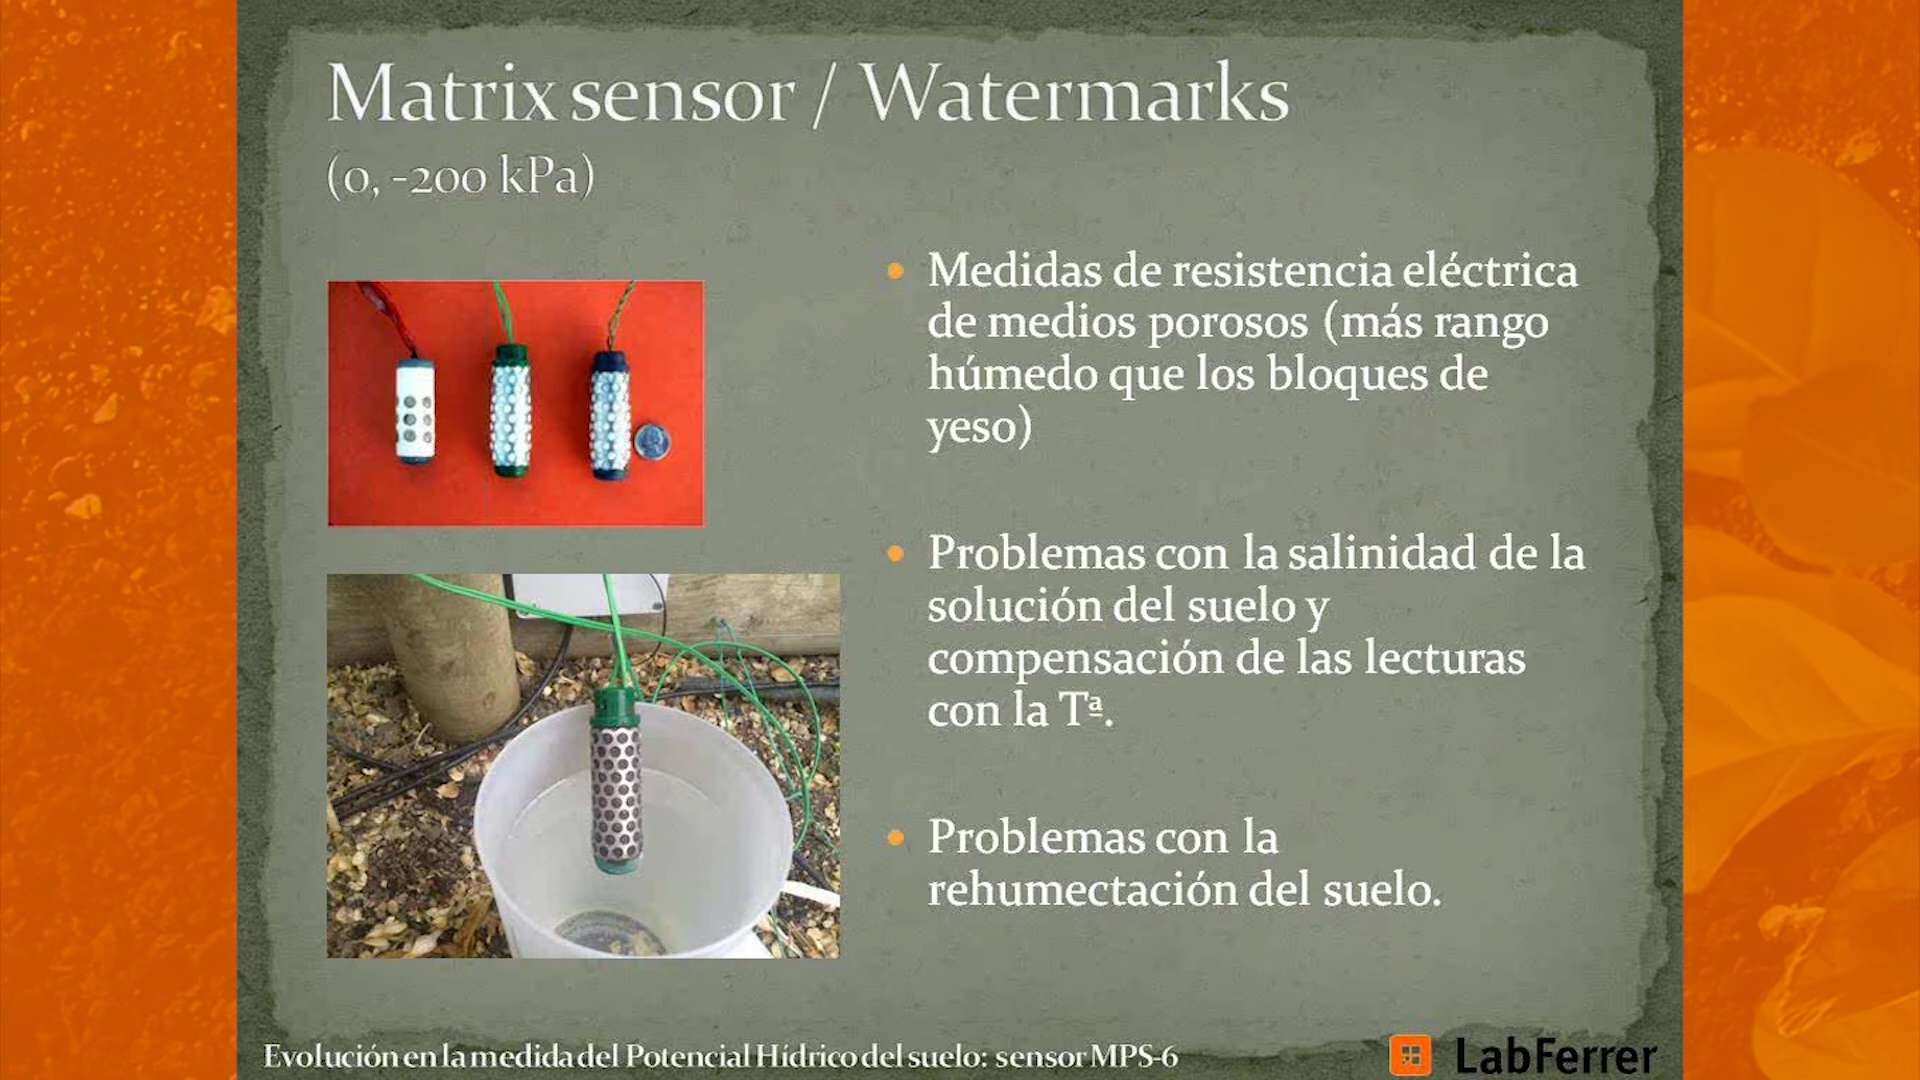 Matrix sensor / Watermarks
(0, -200 kPa)
• Medidas de resistencia eléctrica
de medios porosos (más rango
húmedo que los bloques de
yeso)
• Problemas con la salinidad de la
solución del suelo y
compensación de las lecturas
con la Tª.
• Problemas con la
rehumectación del suelo.
Evolución en la medida del Potencial Hídrico del suelo: sensor MPS-6
LabFerrer